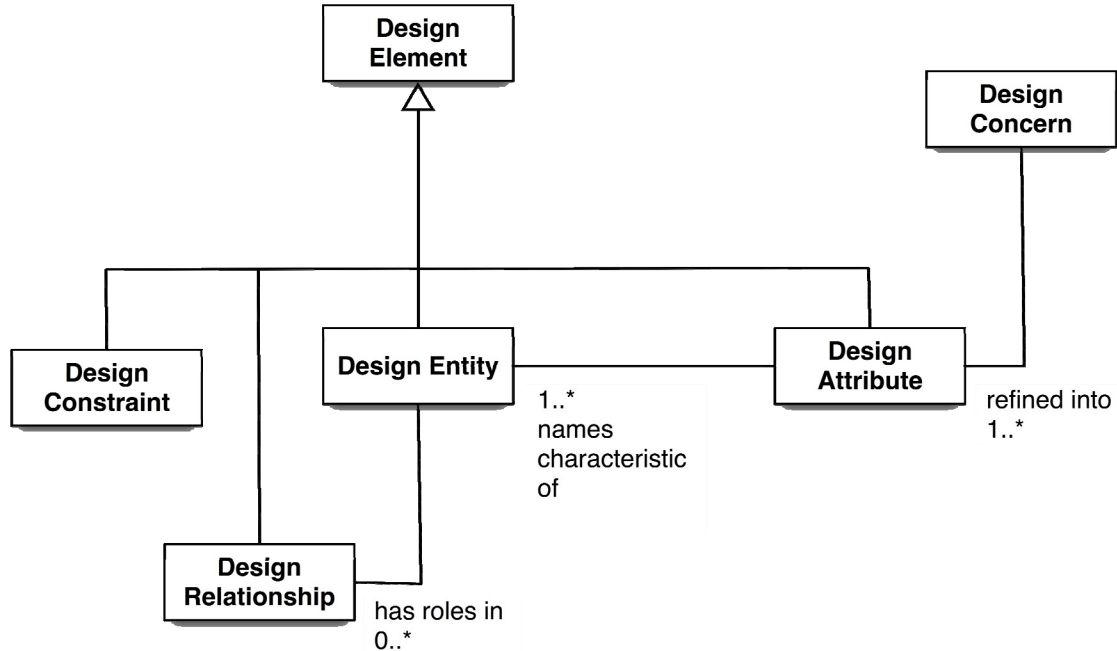 Design
Element
Design
Concern
Design Entity
Design
Attribute
Design
Constraint
1..*
names
characteristic
of
refined into
1..*
Design
Relationship
has roles in
0..*